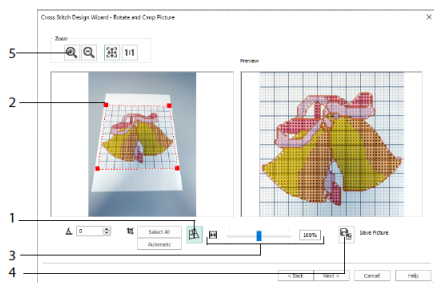 Cross Stitch Design Wizard - Rotate and Crop Picture
Zoom
5
1:1
Preview
2
1
0
Select All
100%
Save Picture
Automatic
3
4
< Back
Next >
Cancel
Help